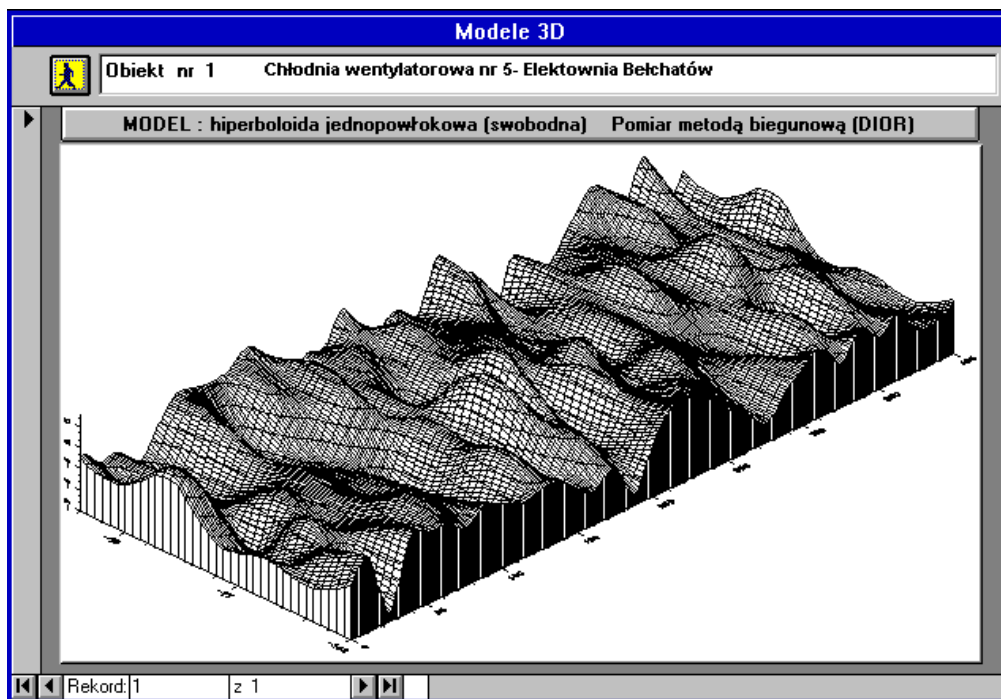 Modele 3D
Obiekt nr 1 Chłodnia wentylatorowa nr 5- Elektownia Bełchatów
MODEL : hiperboloida jednopowłokowa (swobodna) Pomiar metodą biegunową (DIOR)
Rekord: 1 z 1